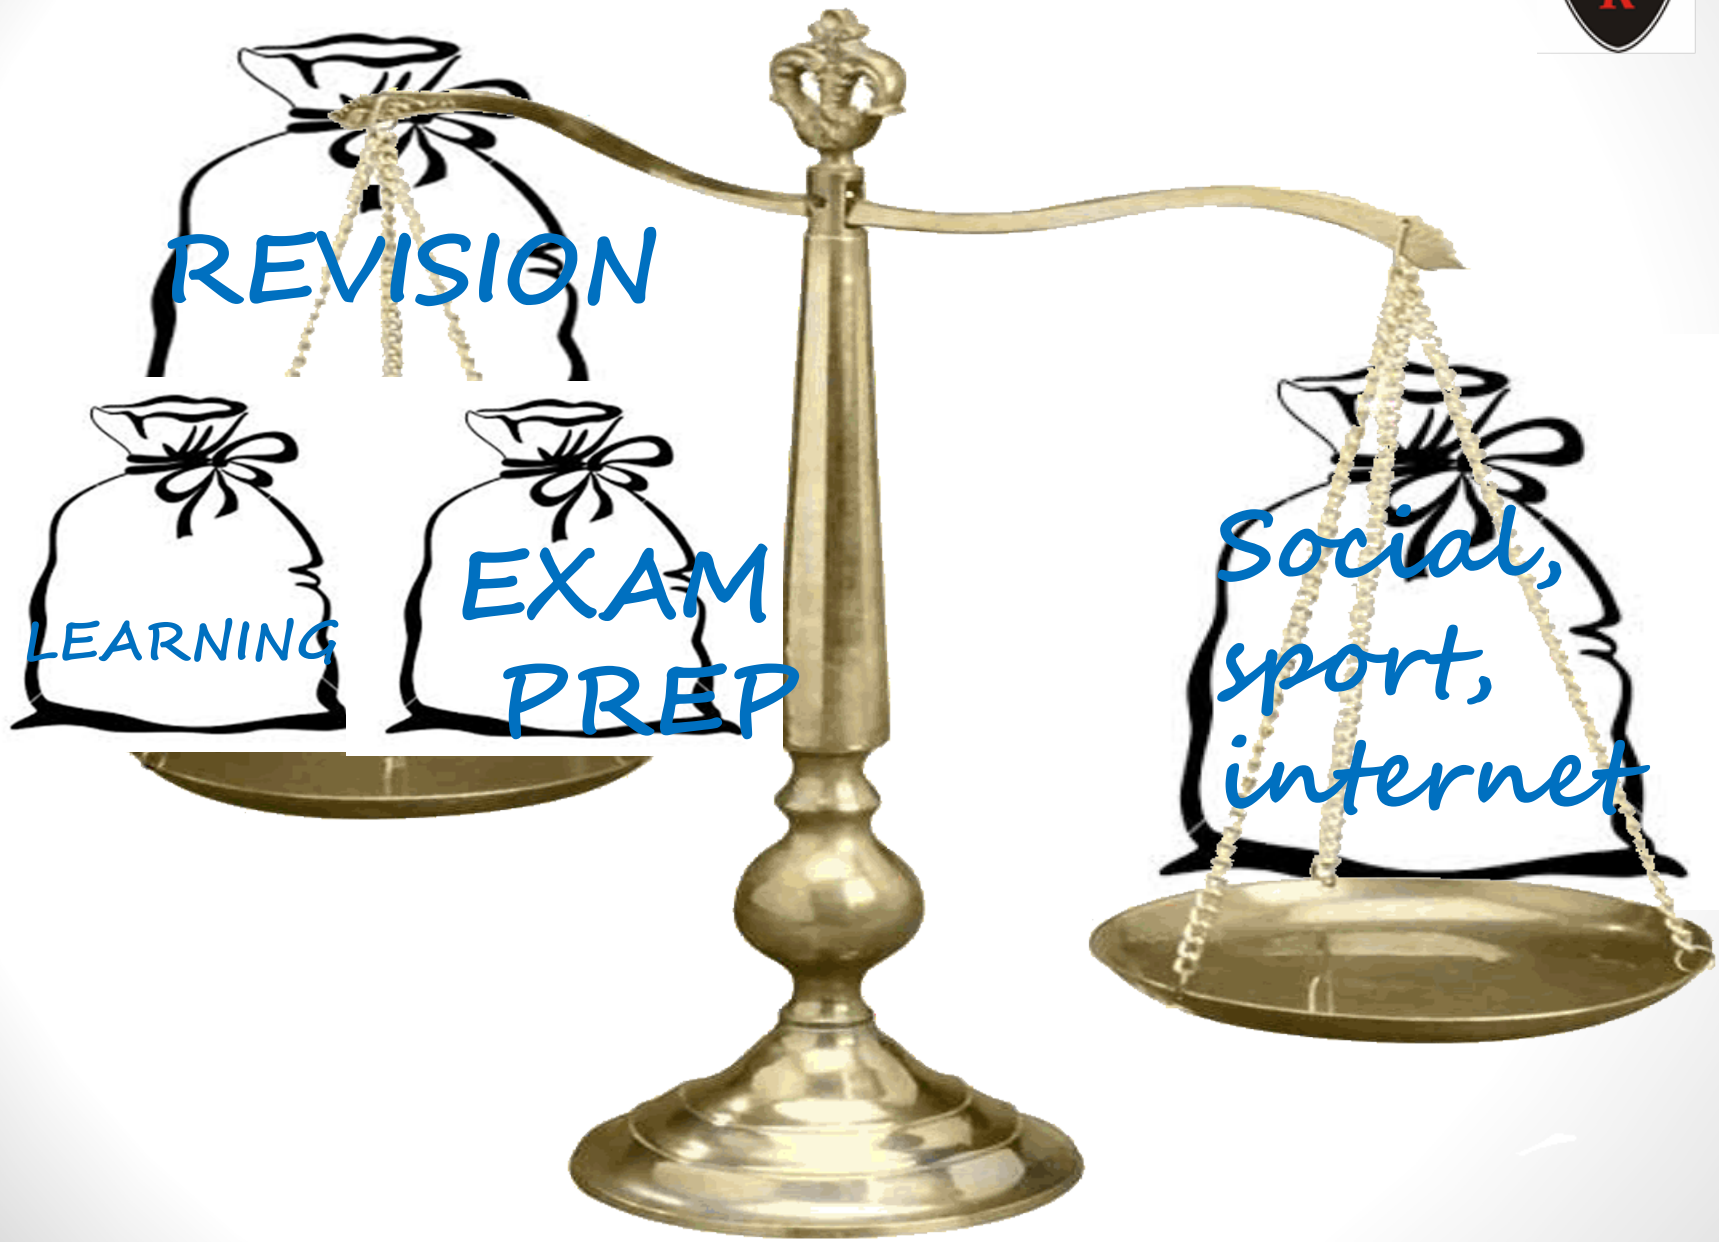 REVISION
LEARNING
EXAM
PREP
Social,
sport,
internet